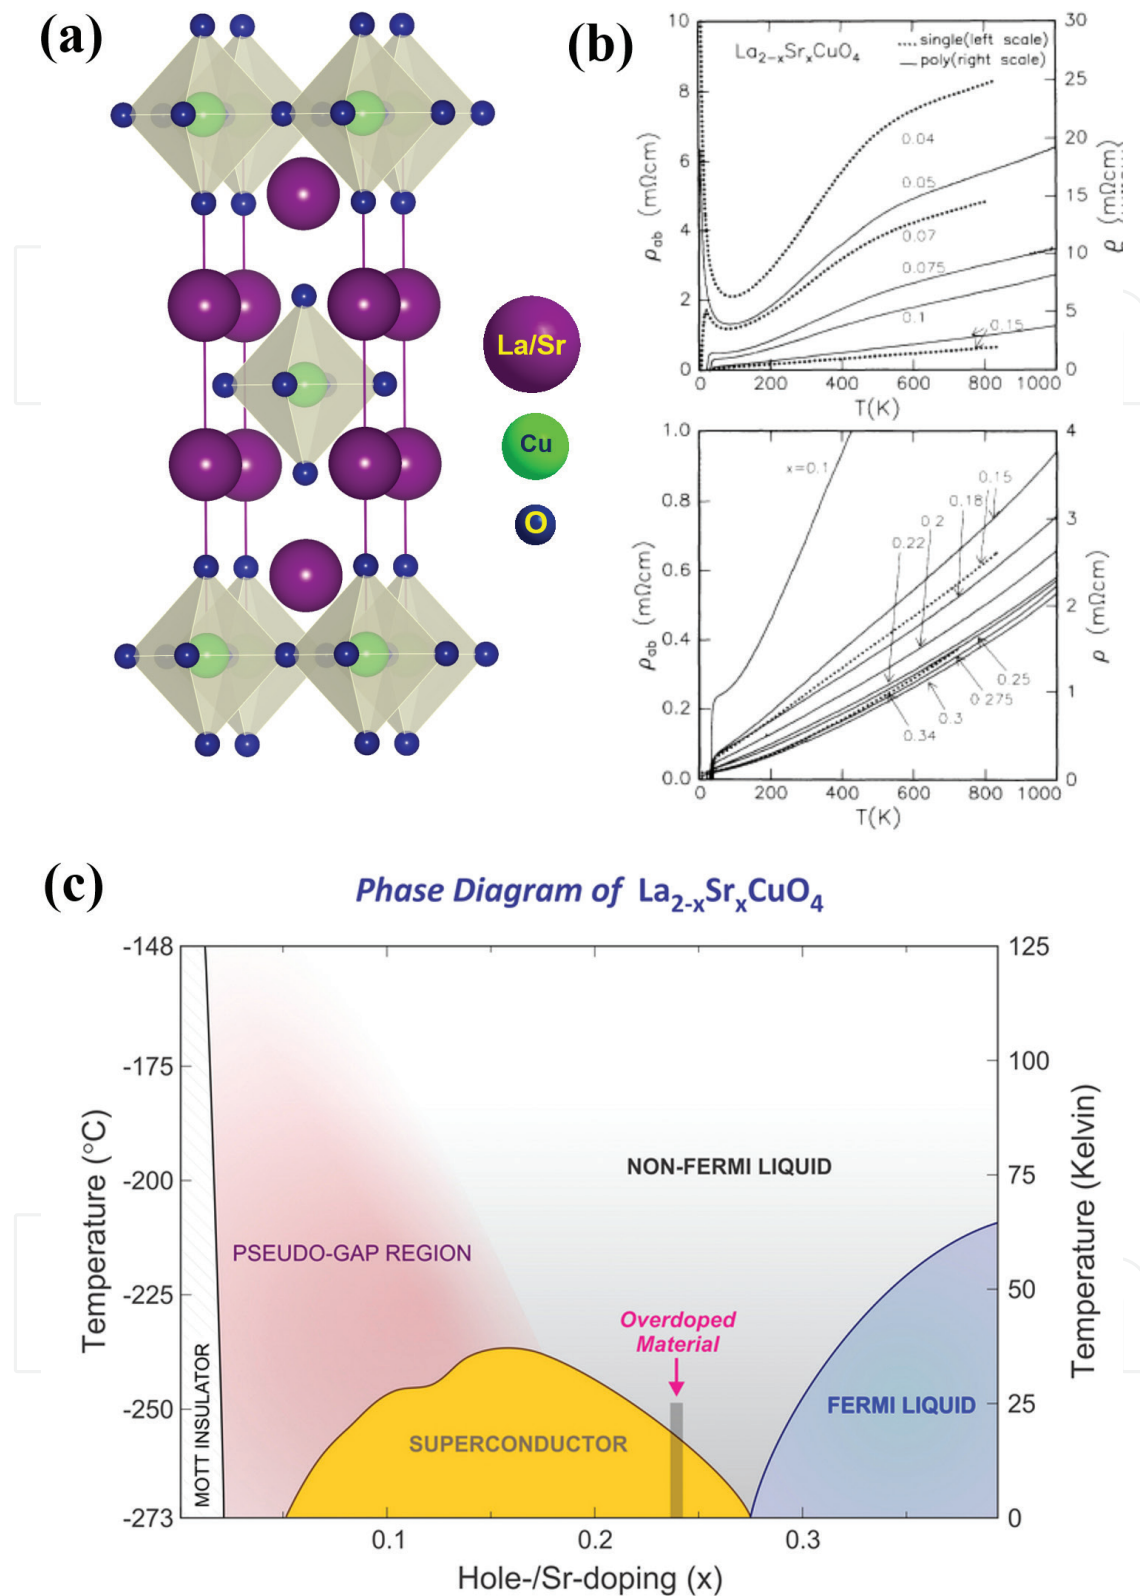 (a)
La/Sr
Cu
O
(b)
10
8
6
4
2
0
ρab (mΩcm)
La2-xSrxCuO4
single(left scale)
poly(right scale)
0.04
0.05
0.07
0.075
0.1
0.15
30
25
20
15
10
5
0
ρ (mΩcm)
0
200
400
600
800
1000
T(K)
1.0
0.8
0.6
0.4
0.2
0.0
ρab (mΩcm)
x=0.1
0.15
0.18
0.2
0.22
0.25
0.275
0.3
0.34
4
3
2
1
0
ρ (mΩcm)
0
200
400
600
800
1000
T(K)
(c)
Phase Diagram of La2-xSrxCuO4
-148
-175
-200
-225
-250
-273
Temperature (°C)
MOTT INSULATOR
PSEUDO-GAP REGION
NON-FERMI LIQUID
Overdoped
Material
SUPERCONDUCTOR
FERMI LIQUID
125
100
75
50
25
0
Temperature (Kelvin)
0.1
0.2
0.3
Hole-/Sr-doping (x)